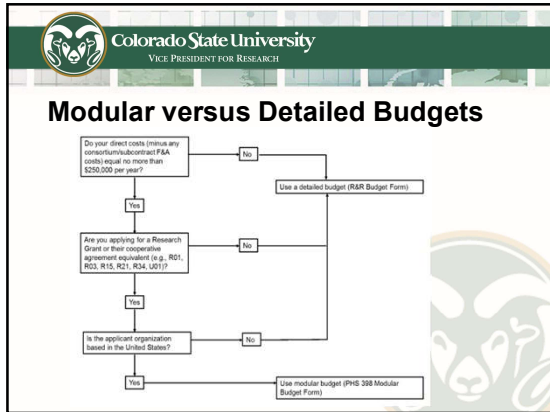 Colorado State University
VICE PRESIDENT FOR RESEARCH
Modular versus Detailed Budgets
Do your direct costs (minus any
consortium/subcontract F&A
costs) equal no more than
$250,000 per year?
No
Use a detailed budget (R&R Budget Form)
Yes
Are you applying for a Research
Grant or their cooperative
agreement equivalent (e.g., R01,
R03, R15, R21, R34, U01)?
No
Yes
Is the applicant organization
based in the United States?
No
Yes
Use modular budget (PHS 398 Modular
Budget Form)